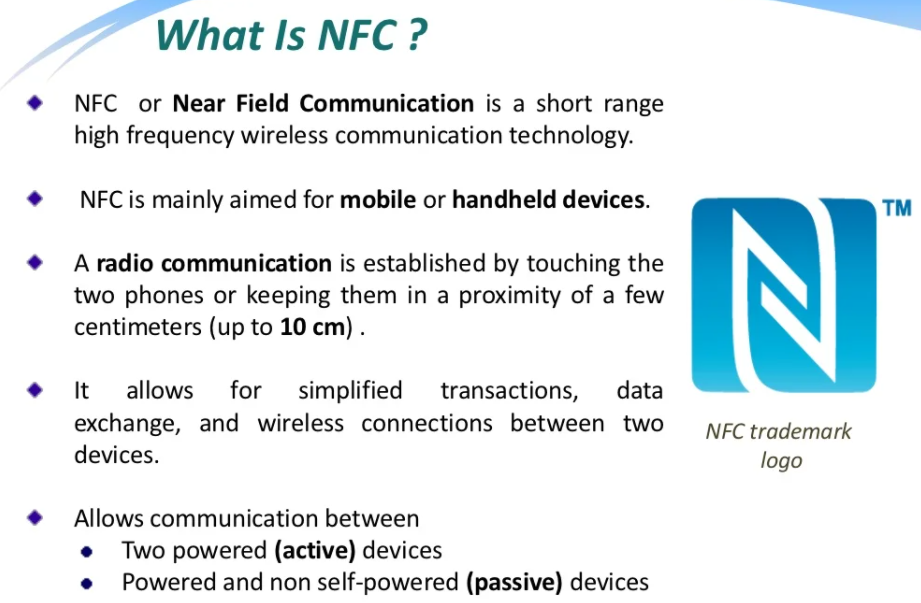 What Is NFC ?
NFC or Near Field Communication is a short range
high frequency wireless communication technology.
NFC is mainly aimed for mobile or handheld devices.
A radio communication is established by touching the
two phones or keeping them in a proximity of a few
centimeters (up to 10 cm) .
It allows for simplified transactions, data
exchange, and wireless connections between two
devices.
TM
NFC trademark
logo
Allows communication between
Two powered (active) devices
Powered and non self-powered (passive) devices